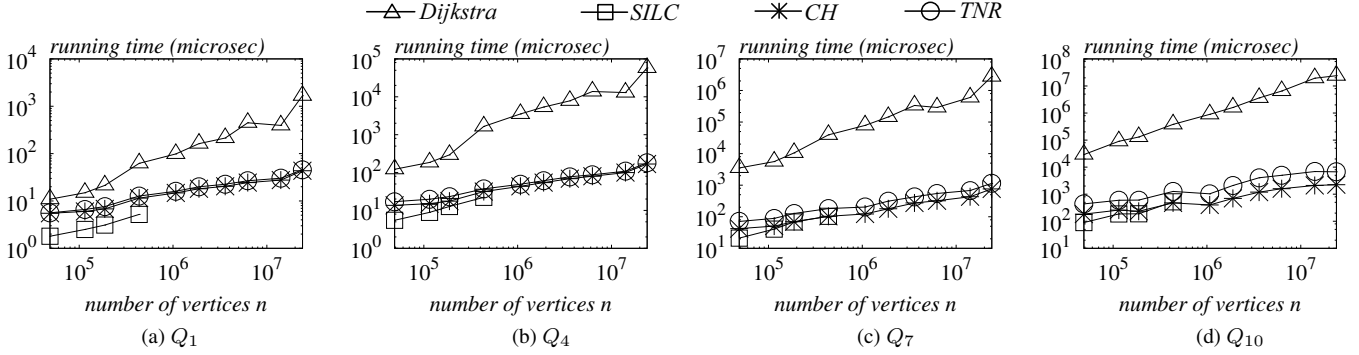 Dijkstra SILC CH TNR
running time (microsec)
10^4
10^3
10^2
10^1
10^0
10^5 10^6 10^7
number of vertices n
(a) Q_1
running time (microsec)
10^5
10^4
10^3
10^2
10^1
10^0
10^5 10^6 10^7
number of vertices n
(b) Q_4
running time (microsec)
10^7
10^6
10^5
10^4
10^3
10^2
10^1
10^5 10^6 10^7
number of vertices n
(c) Q_7
running time (microsec)
10^8
10^7
10^6
10^5
10^4
10^3
10^2
10^1
10^5 10^6 10^7
number of vertices n
(d) Q_10